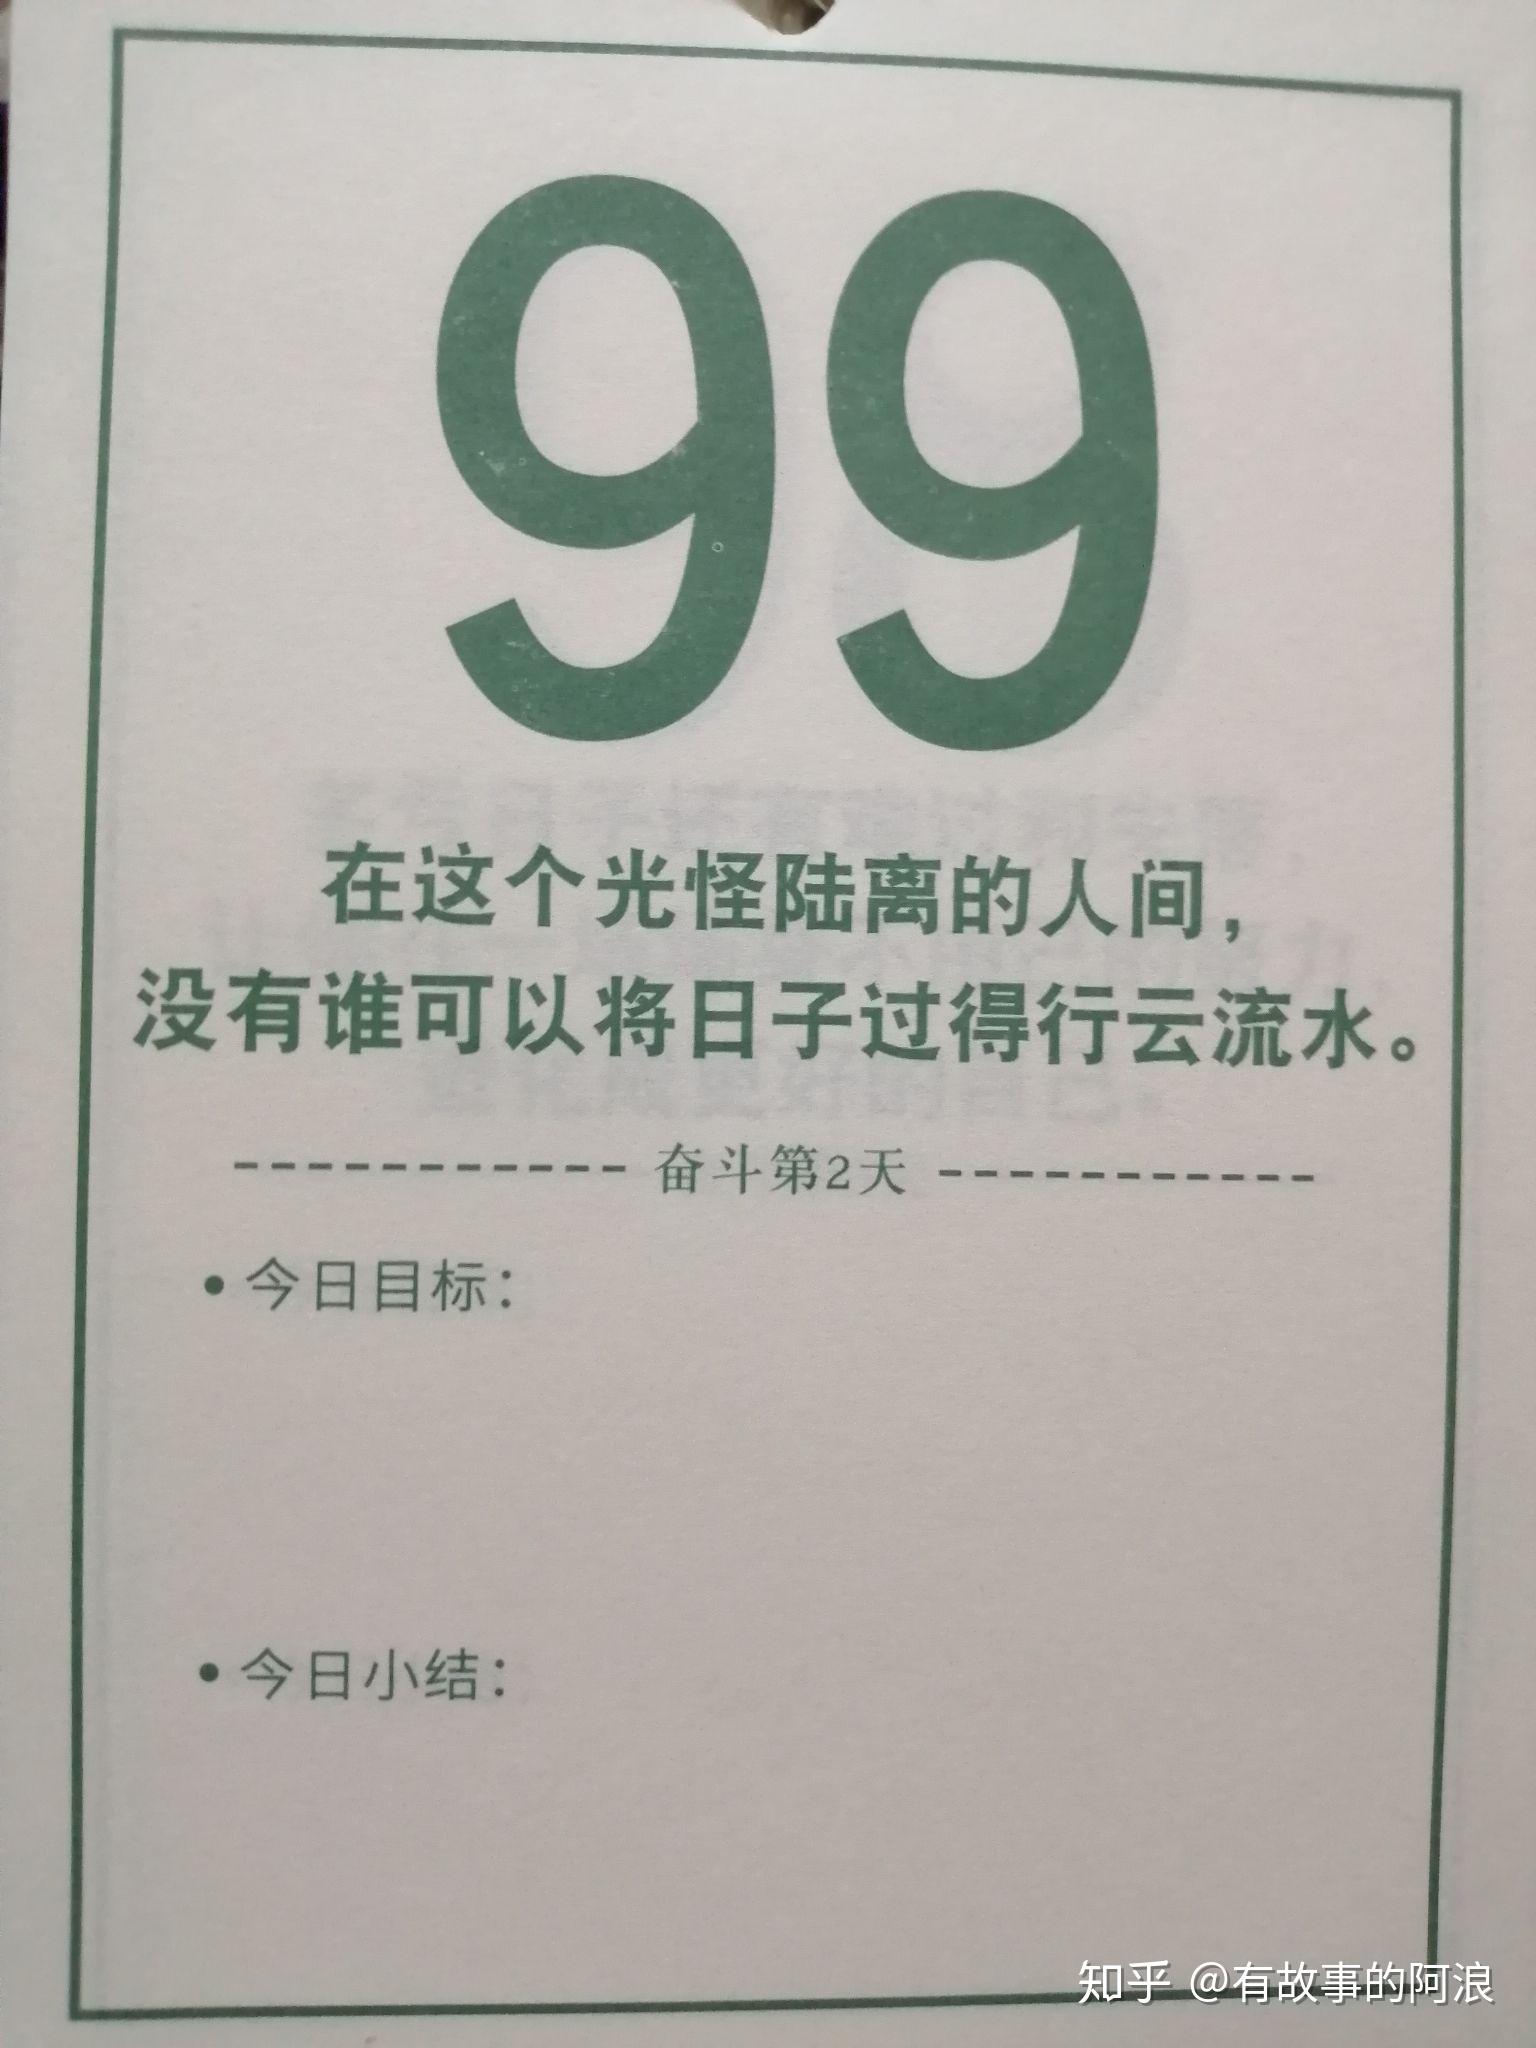 99
在这个光怪陆离的人间，
没有谁可以将日子过得行云流水。
奋斗第2天
• 今日目标：
• 今日小结：
知乎 @有故事的阿浪